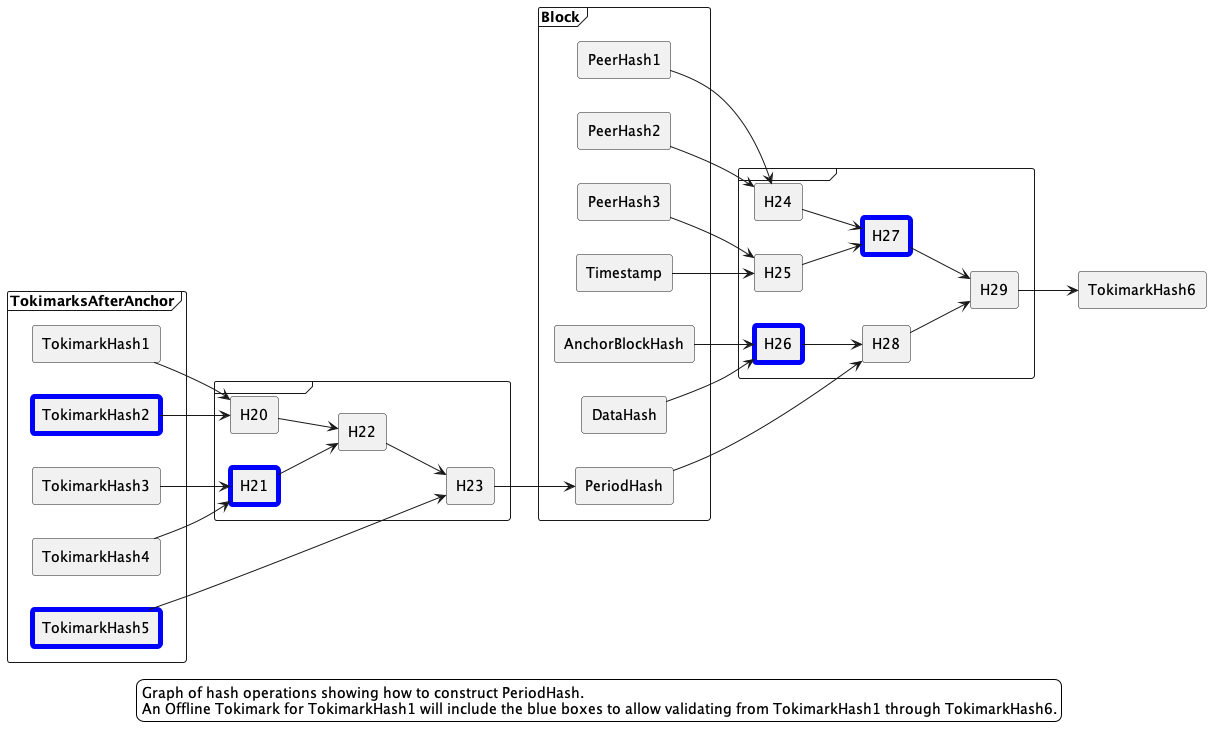 Block
PeerHash1
PeerHash2
PeerHash3
Timestamp
AnchorBlockHash
DataHash
PeriodHash
H24
H25
H26
H27
H28
H29
TokimarkHash6
TokimarksAfterAnchor
TokimarkHash1
TokimarkHash2
TokimarkHash3
TokimarkHash4
TokimarkHash5
H20
H21
H22
H23
Graph of hash operations showing how to construct PeriodHash.
An Offline Tokimark for TokimarkHash1 will include the blue boxes to allow validating from TokimarkHash1 through TokimarkHash6.